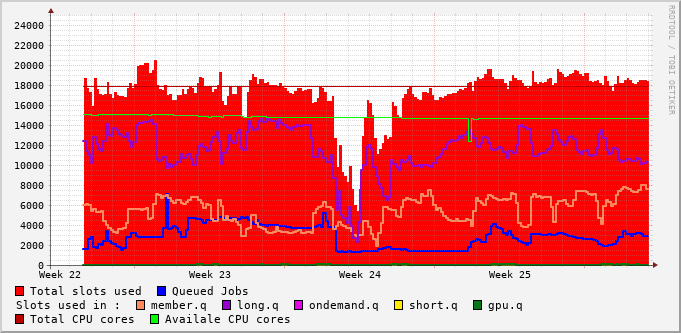 RRDTOOL / TOBI OETIKER
24000
22000
20000
18000
16000
14000
12000
10000
8000
6000
4000
2000
0
Week 22 Week 23 Week 24 Week 25
Total slots used Queued Jobs
Slots used in : member.q long.q ondemand.q short.q gpu.q
Total CPU cores Availale CPU cores